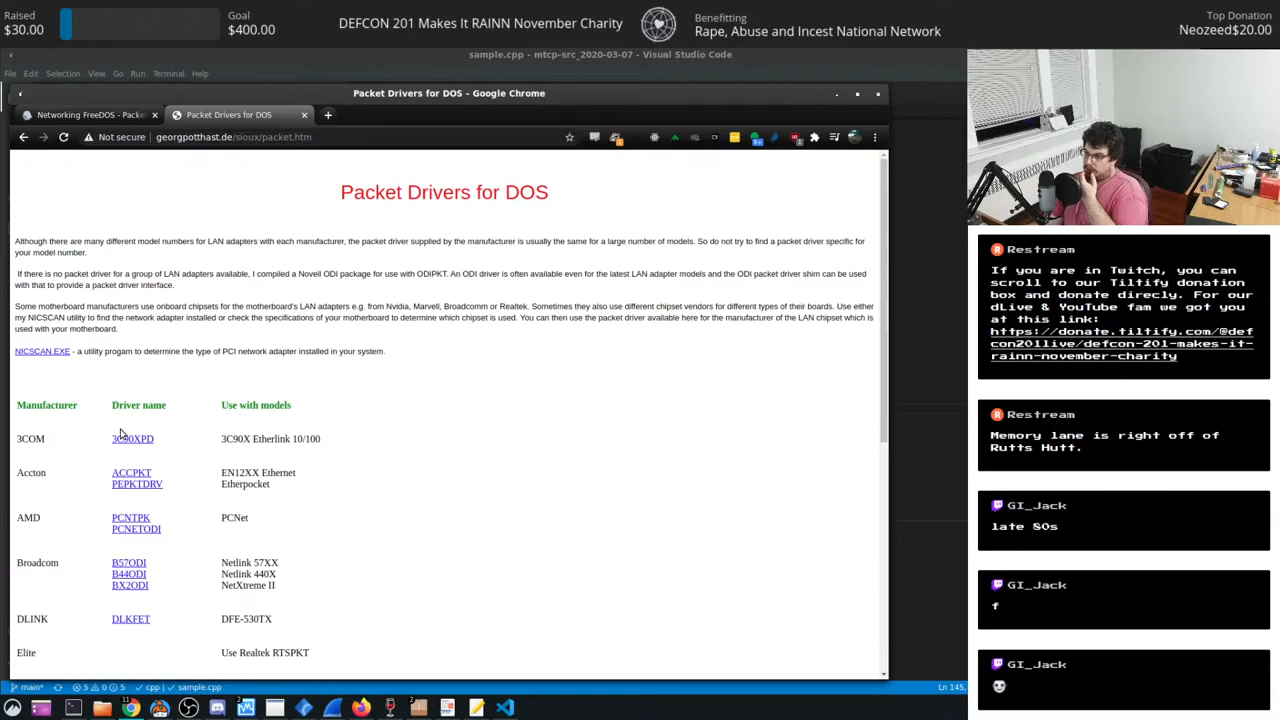 Raised
$30.00
Goal
$400.00
DEFCON 201 Makes It RAINN November Charity
Benefitting
Rape, Abuse and Incest National Network
Top Donation
Neozeed$20.00
sample.cpp - mtcp-src_2020-03-07 - Visual Studio Code
File Edit Selection View Go Run Terminal Help
Packet Drivers for DOS - Google Chrome
Networking FreeDOS - Packe
Packet Drivers for DOS
Not secure georgpotthast.de/sioux/packet.htm
Packet Drivers for DOS
Although there are many different model numbers for LAN adapters with each manufacturer, the packet driver supplied by the manufacturer is usually the same for a large number of models. So do not try to find a packet driver specific for
your model number.
If there is no packet driver for a group of LAN adapters available, I compiled a Novell ODI package for use with ODIPKT. An ODI driver is often available even for the latest LAN adapter models and the ODI packet driver shim can be used
with that to provide a packet driver interface.
Some motherboard manufacturers use onboard chipsets for the motherboard's LAN adapters e.g. from Nvidia, Marvell, Broadcomm or Realtek. Sometimes they also use different chipset vendors for different types of their boards. Use either
my NICSCAN utility to find the network adapter installed or check the specifications of your motherboard to determine which chipset is used. You can then use the packet driver available here for the manufacturer of the LAN chipset which is
used with your motherboard.
NICSCAN.EXE - a utility progam to determine the type of PCI network adapter installed in your system.
Manufacturer Driver name Use with models
3COM 3C90XPD 3C90X Etherlink 10/100
Accton ACCPKT EN12XX Ethernet
PEPKTDRV Etherpocket
AMD PCNTPK PCNet
PCNETODI
Broadcom B57ODI Netlink 57XX
B44ODI Netlink 440X
BX2ODI NetXtreme II
DLINK DLKFET DFE-530TX
Elite Use Realtek RTSPKT
main* 5 0 5 cpp sample.cpp Ln 145,
Restream
If you are in Twitch, you can
scroll to our Tiltify donation
box and donate direcly. For our
dLive & YouTube fam we got you
at this link:
https://donate.tiltify.com/@def
con201live/defcon-201-makes-it-
rainn-november-charity
Restream
Memory lane is right off of
Rutts Hutt.
GI_Jack
late 80s
GI_Jack
f
GI_Jack